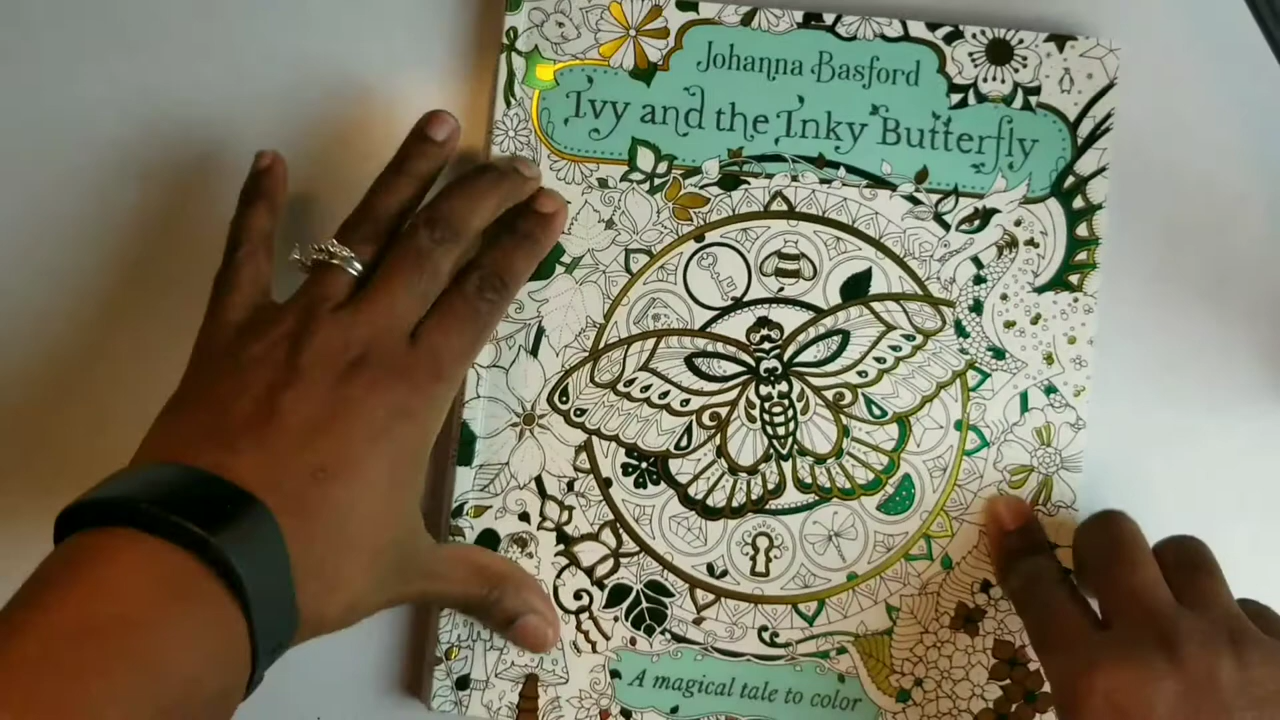 Johanna Basford
Ivy and the Inky Butterfly
A magical tale to color